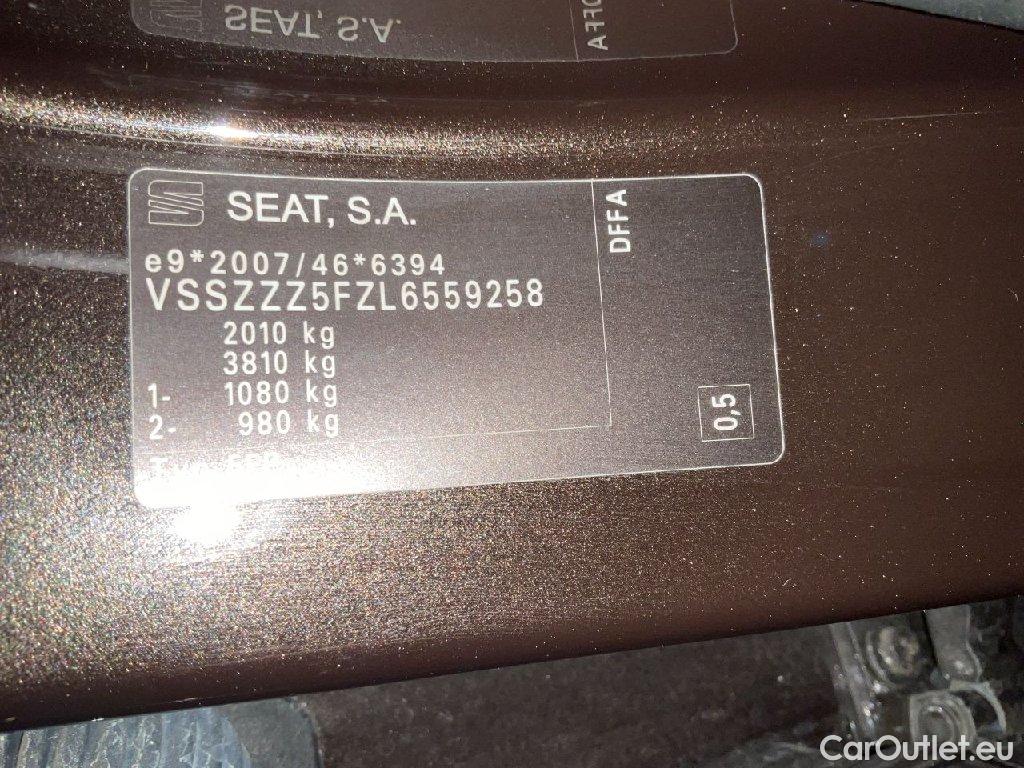 SEAT, S.A.
SEAT, S.A.
DFFA
e9*2007/46*6394
VSSZZZ5FZL6559258
2010 kg
3810 kg
1- 1080 kg
2- 980 kg
0,5
CarOutlet.eu